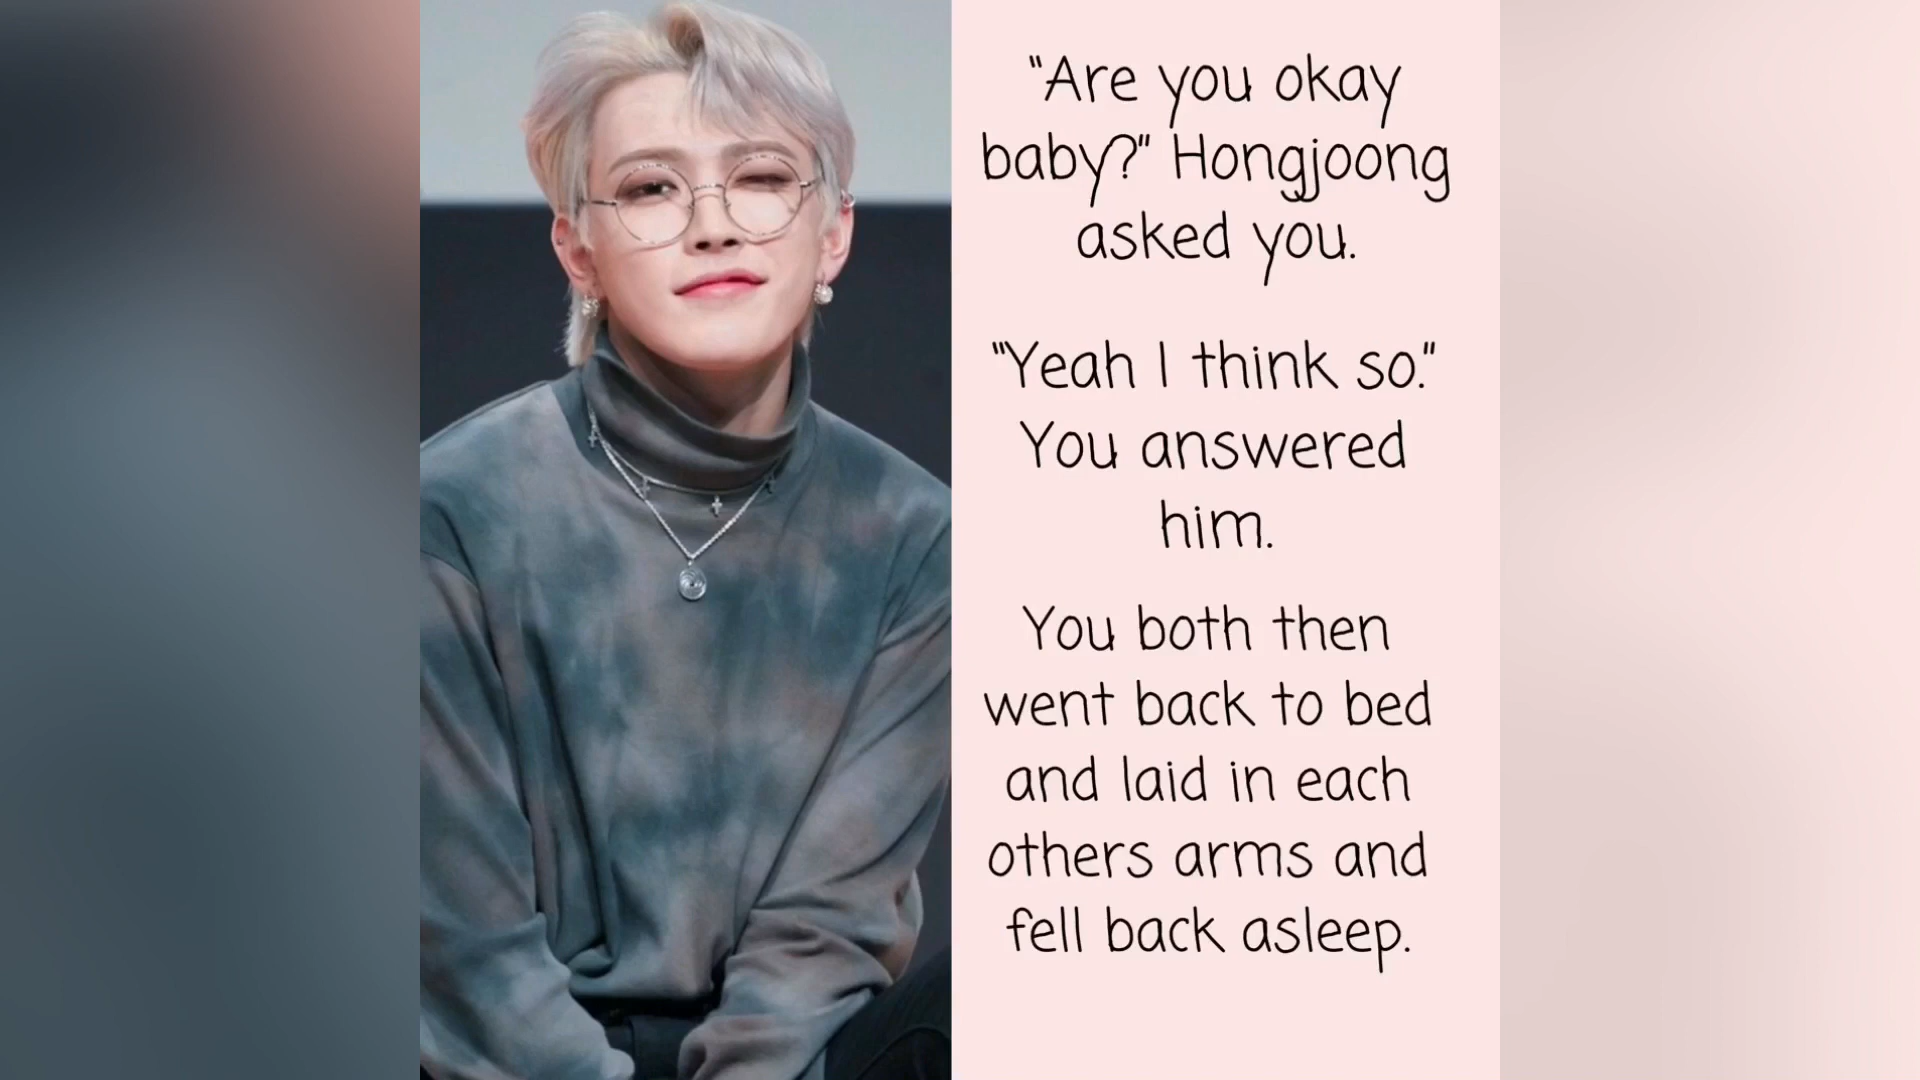 "Are you okay
baby?" Hongjoong
asked you.
"Yeah I think so."
You answered
him.
You both then
went back to bed
and laid in each
others arms and
fell back asleep.